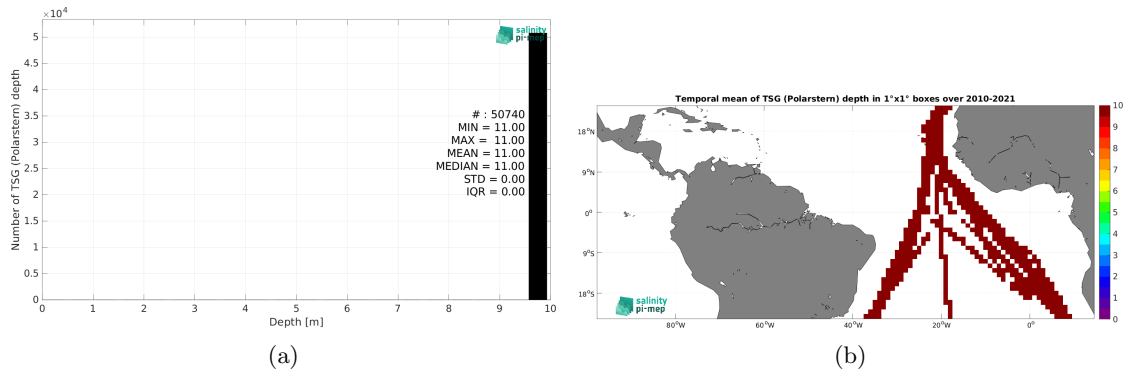 ×10⁴
5
4.5
4
3.5
3
2.5
2
1.5
1
0.5
0
Number of TSG (Polarstern) depth
salinity
pi-mep
# : 50740
MIN = 11.00
MAX = 11.00
MEAN = 11.00
MEDIAN = 11.00
STD = 0.00
IQR = 0.00
0 1 2 3 4 5 6 7 8 9 10
Depth [m]
(a)
Temporal mean of TSG (Polarstern) depth in 1°x1° boxes over 2010-2021
18°N
9°N
0°
9°S
18°S
salinity
pi-mep
80°W 60°W 40°W 20°W 0°
10
9
8
7
6
5
4
3
2
1
0
(b)